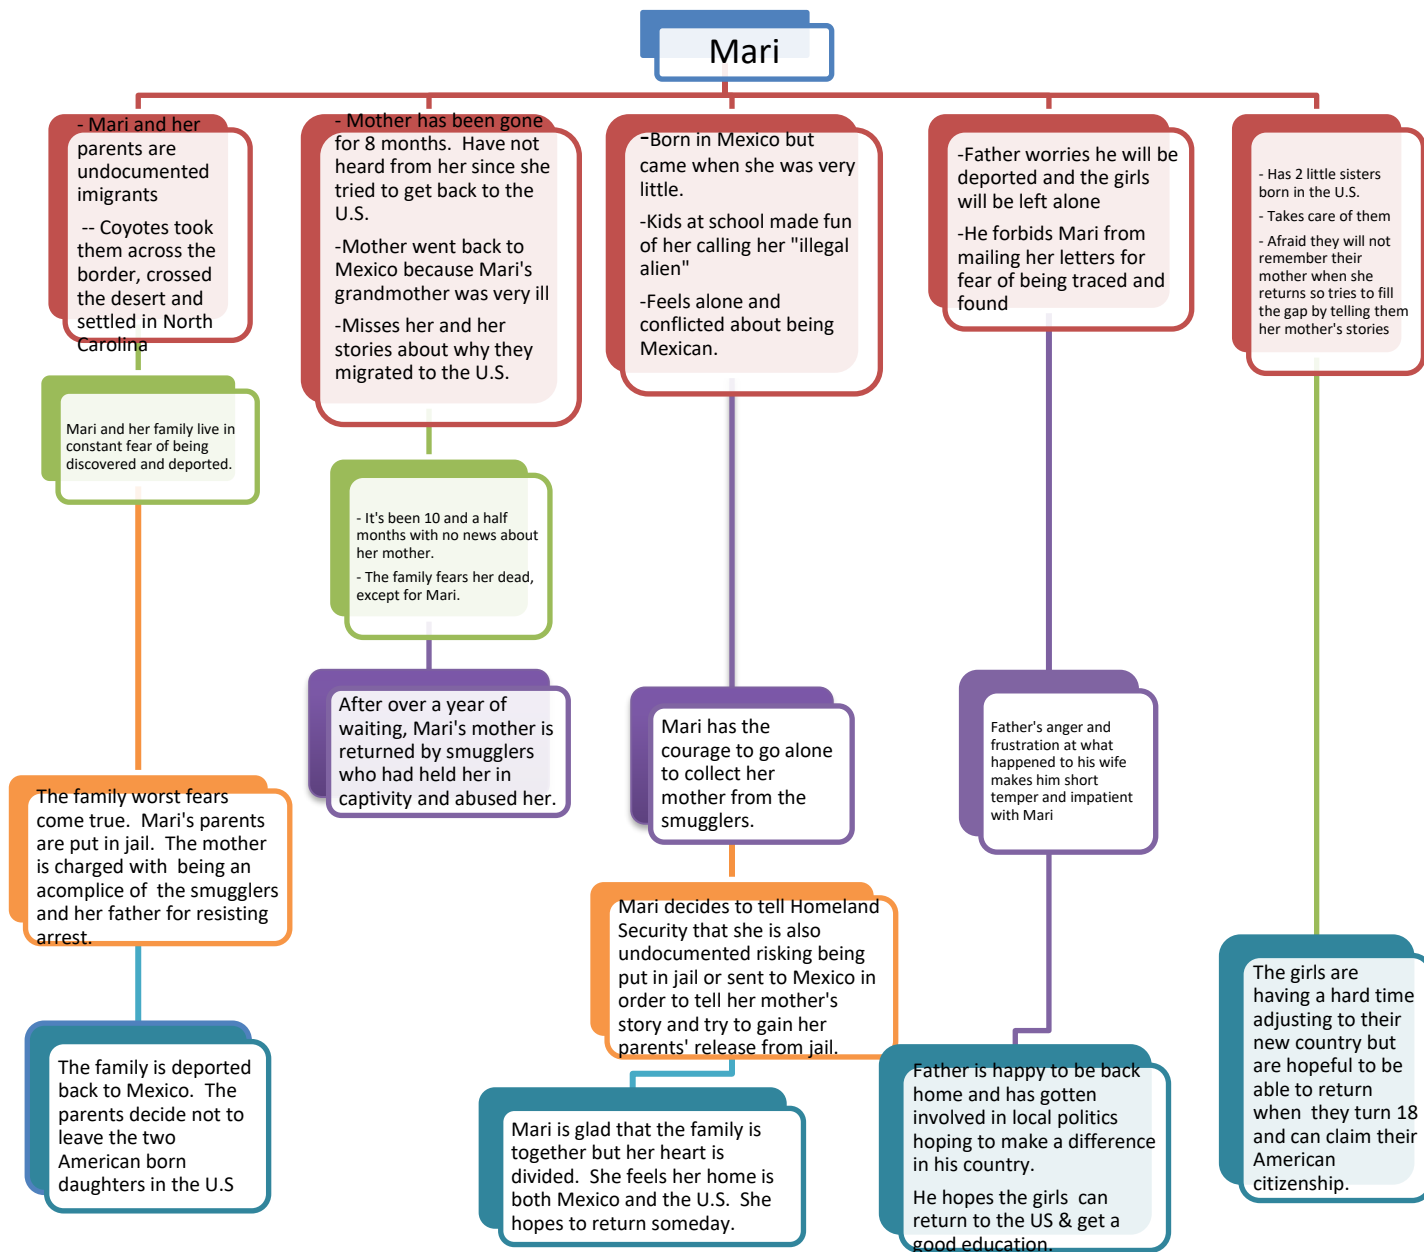 Mari
- Mari and her
parents are
undocumented
imigrants
-- Coyotes took
them across the
border, crossed
the desert and
settled in North
Carolina
- Mother has been gone
for 8 months.  Have not
heard from her since she
tried to get back to the
U.S.
-Mother went back to
Mexico because Mari's
grandmother was very ill
-Misses her and her
stories about why they
migrated to the U.S.
-Born in Mexico but
came when she was very
little.
-Kids at school made fun
of her calling her "illegal
alien"
-Feels alone and
conflicted about being
Mexican.
-Father worries he will be
deported and the girls
will be left alone
-He forbids Mari from
mailing her letters for
fear of being traced and
found
- Has 2 little sisters
born in the U.S.
- Takes care of them
- Afraid they will not
remember their
mother when she
returns so tries to fill
the gap by telling them
her mother's stories
Mari and her family live in
constant fear of being
discovered and deported.
- It's been 10 and a half
months with no news about
her mother.
- The family fears her dead,
except for Mari.
After over a year of
waiting, Mari's mother is
returned by smugglers
who had held her in
captivity and abused her.
Mari has the
courage to go alone
to collect her
mother from the
smugglers.
Father's anger and
frustration at what
happened to his wife
makes him short
temper and impatient
with Mari
The family worst fears
come true.  Mari's parents
are put in jail.  The mother
is charged with  being an
acomplice of  the smugglers
and her father for resisting
arrest.
Mari decides to tell Homeland
Security that she is also
undocumented risking being
put in jail or sent to Mexico in
order to tell her mother's
story and try to gain her
parents' release from jail.
The family is deported
back to Mexico.  The
parents decide not to
leave the two
American born
daughters in the U.S
Mari is glad that the family is
together but her heart is
divided.  She feels her home is
both Mexico and the U.S.  She
hopes to return someday.
Father is happy to be back
home and has gotten
involved in local politics
hoping to make a difference
in his country.
He hopes the girls  can
return to the US & get a
good education.
The girls are
having a hard time
adjusting to their
new country but
are hopeful to be
able to return
when  they turn 18
and can claim their
American
citizenship.